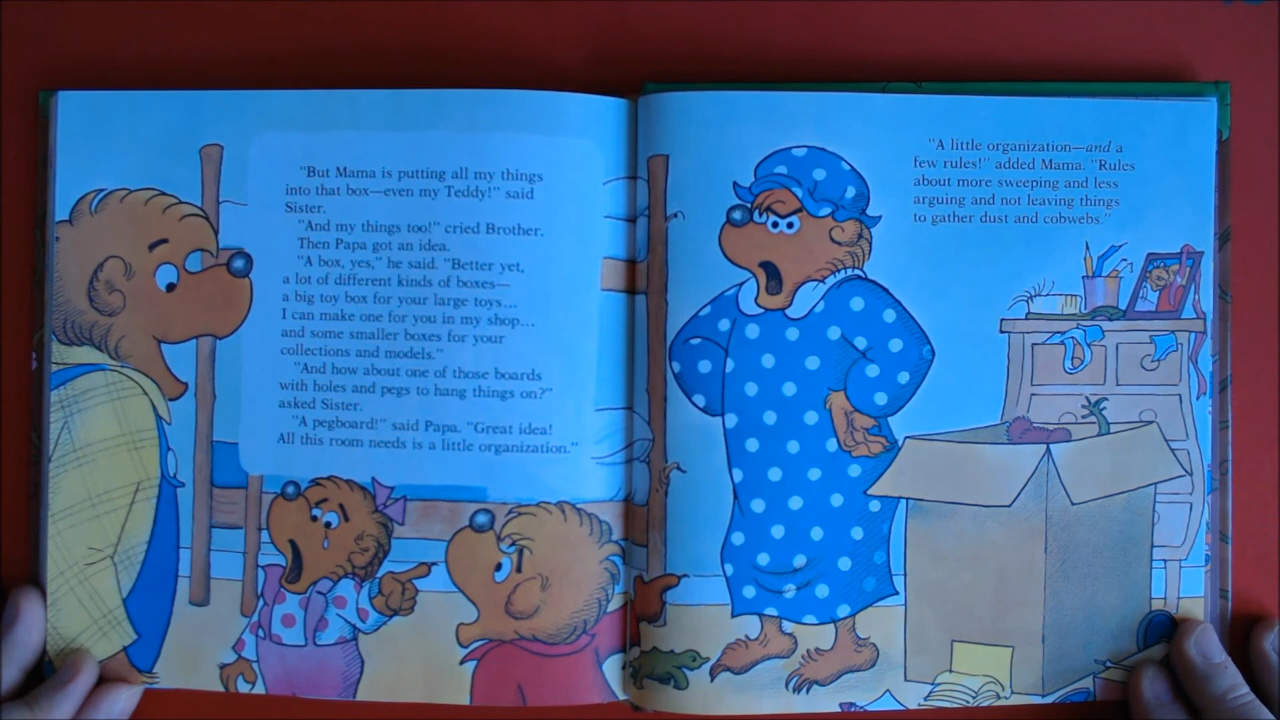 "But Mama is putting all my things
into that box—even my Teddy!" said
Sister.
"And my things too!" cried Brother.
Then Papa got an idea.
"A box, yes," he said. "Better yet,
a lot of different kinds of boxes—
a big toy box for your large toys...
I can make one for you in my shop...
and some smaller boxes for your
collections and models."
"And how about one of those boards
with holes and pegs to hang things on?"
asked Sister.
"A pegboard!" said Papa. "Great idea!
All this room needs is a little organization."
"A little organization—and a
few rules!" added Mama. "Rules
about more sweeping and less
arguing and not leaving things
to gather dust and cobwebs."